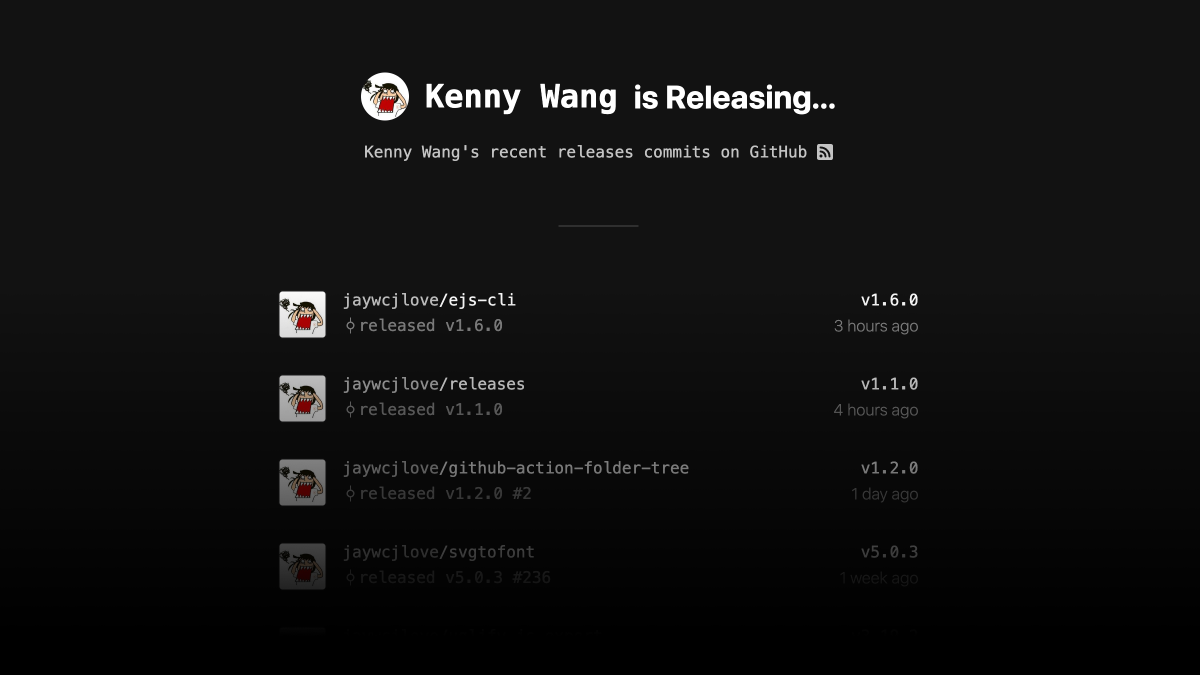 Kenny Wang is Releasing...
Kenny Wang's recent releases commits on GitHub
jaywcjlove/ejs-cli v1.6.0
released v1.6.0 3 hours ago
jaywcjlove/releases v1.1.0
released v1.1.0 4 hours ago
jaywcjlove/github-action-folder-tree v1.2.0
released v1.2.0 #2 1 day ago
jaywcjlove/svgtofont v5.0.3
released v5.0.3 #236 1 week ago